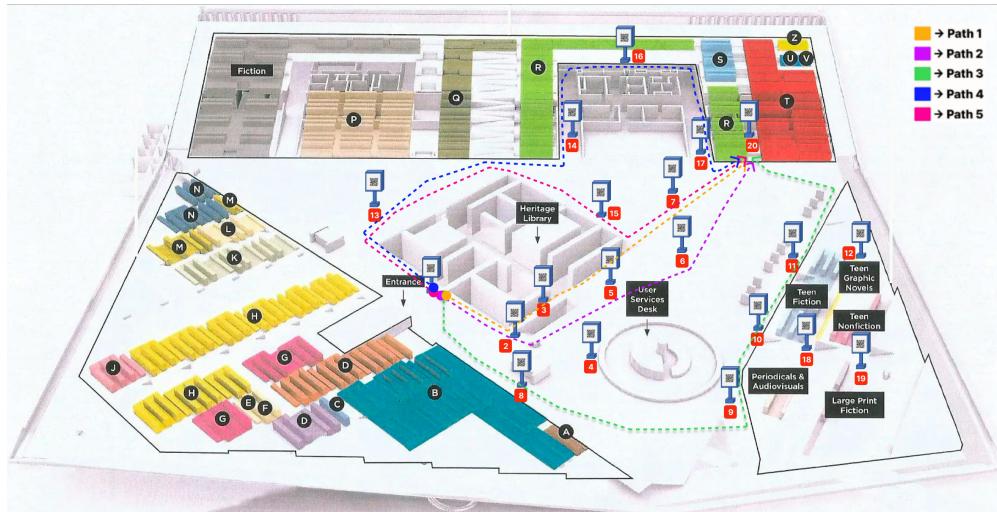 → Path 1
→ Path 2
→ Path 3
→ Path 4
→ Path 5
Z
U V
16
S
R
Fiction
Q
T
P
R
14
20
17
7
N
M
13
15
N
L
Heritage
Library
M
K
6
11
12
Entrance
5
Teen
Graphic
Novels
User
Services
Desk
Teen
Fiction
3
H
2
10
Teen
Nonfiction
4
18
G
D
J
8
19
Periodicals &
Audiovisuals
H
B
9
Large Print
Fiction
E
C
F
G
D
A